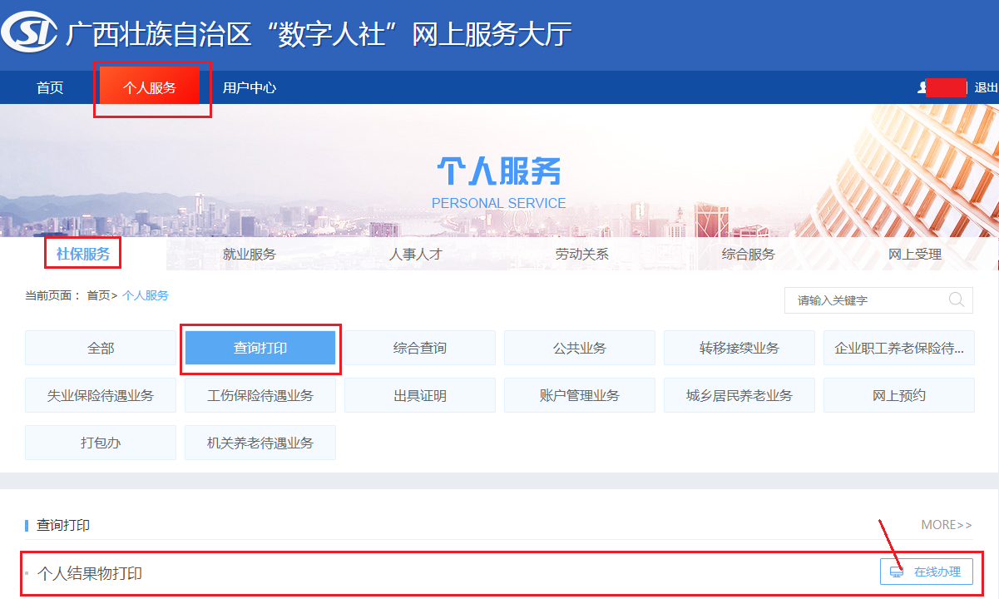 SI 广西壮族自治区“数字人社”网上服务大厅
首页 个人服务 用户中心 退出
个人服务
PERSONAL SERVICE
社保服务 就业服务 人事人才 劳动关系 综合服务 网上受理
当前页面： 首页> 个人服务 请输入关键字
全部 查询打印 综合查询 公共业务 转移接续业务 企业职工养老保险待...
失业保险待遇业务 工伤保险待遇业务 出具证明 账户管理业务 城乡居民养老业务 网上预约
打包办 机关养老待遇业务
查询打印 MORE>>
个人结果物打印 在线办理